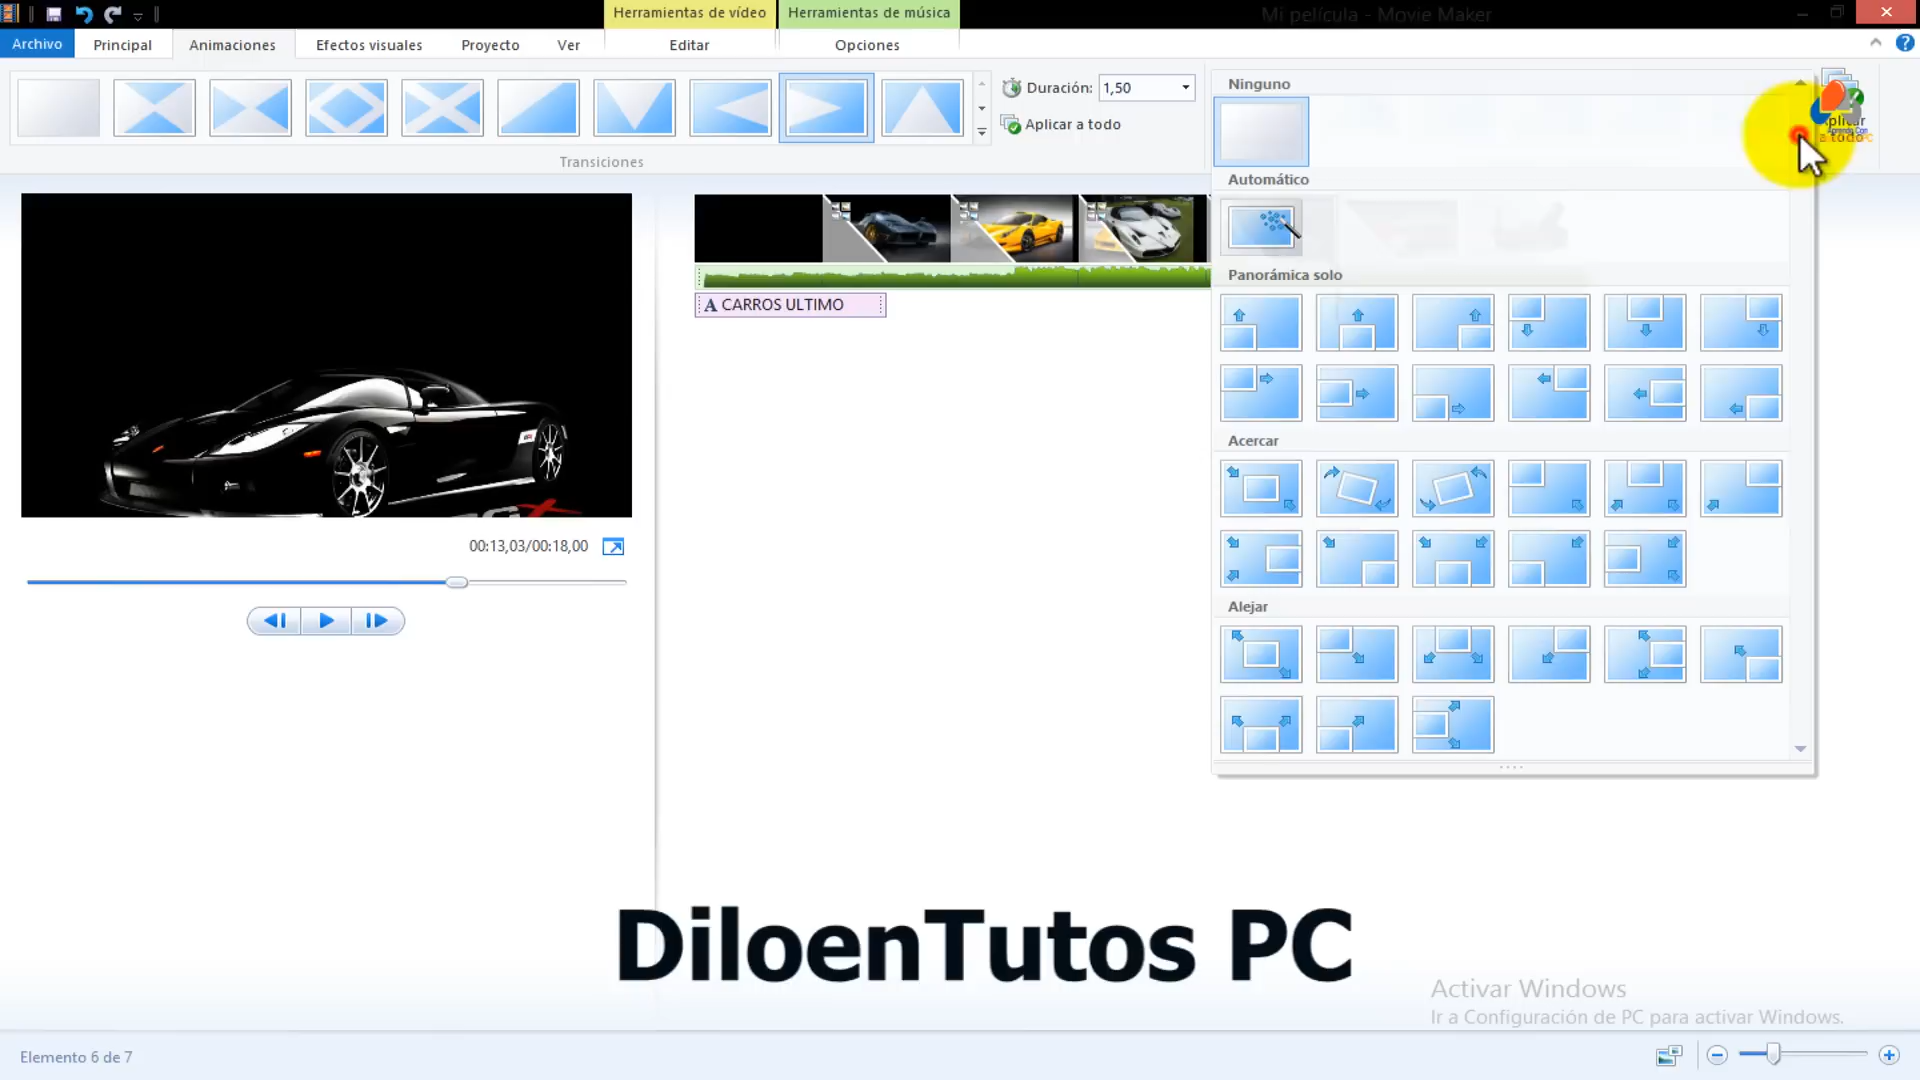 Herramientas de vídeo
Herramientas de música
Mi película - Movie Maker
Archivo
Principal
Animaciones
Efectos visuales
Proyecto
Ver
Editar
Opciones
Duración: 1,50
Aplicar a todo
Transiciones
Ninguno
Aplicar
a todo
Automático
Panorámica solo
Acercar
Alejar
A CARROS ULTIMO
00:13,03/00:18,00
DiloenTutos PC
Activar Windows
Ir a Configuración de PC para activar Windows.
Elemento 6 de 7